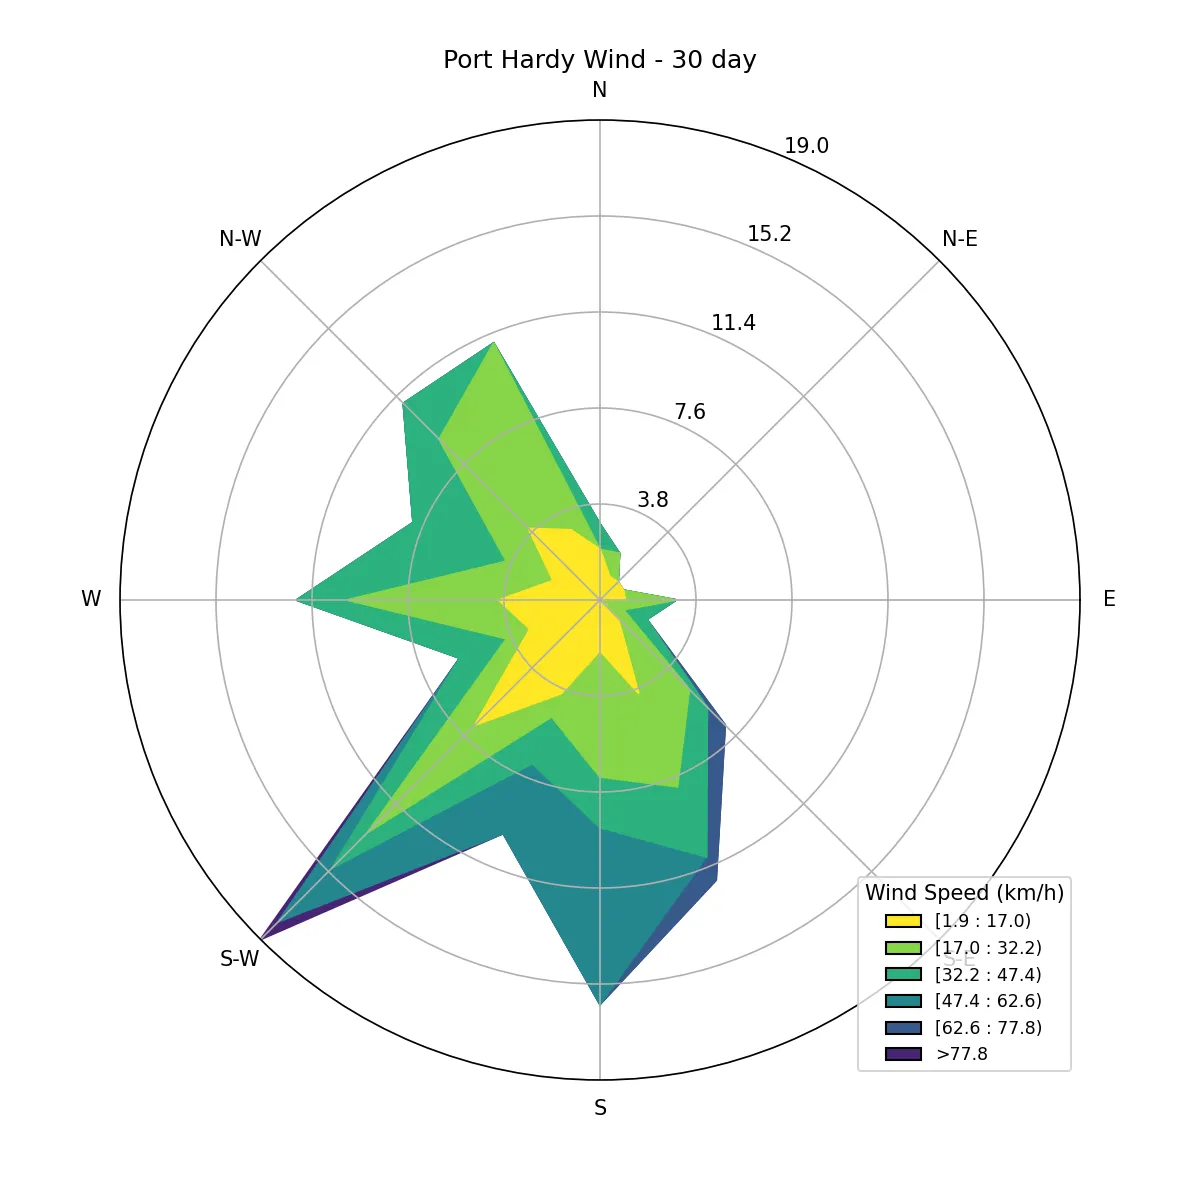 Port Hardy Wind - 30 day
N
19.0
15.2
N-W
N-E
11.4
7.6
3.8
W
E
Wind Speed (km/h)
[1.9 : 17.0)
[17.0 : 32.2)
S-W
S-E
[32.2 : 47.4)
[47.4 : 62.6)
[62.6 : 77.8)
>77.8
S